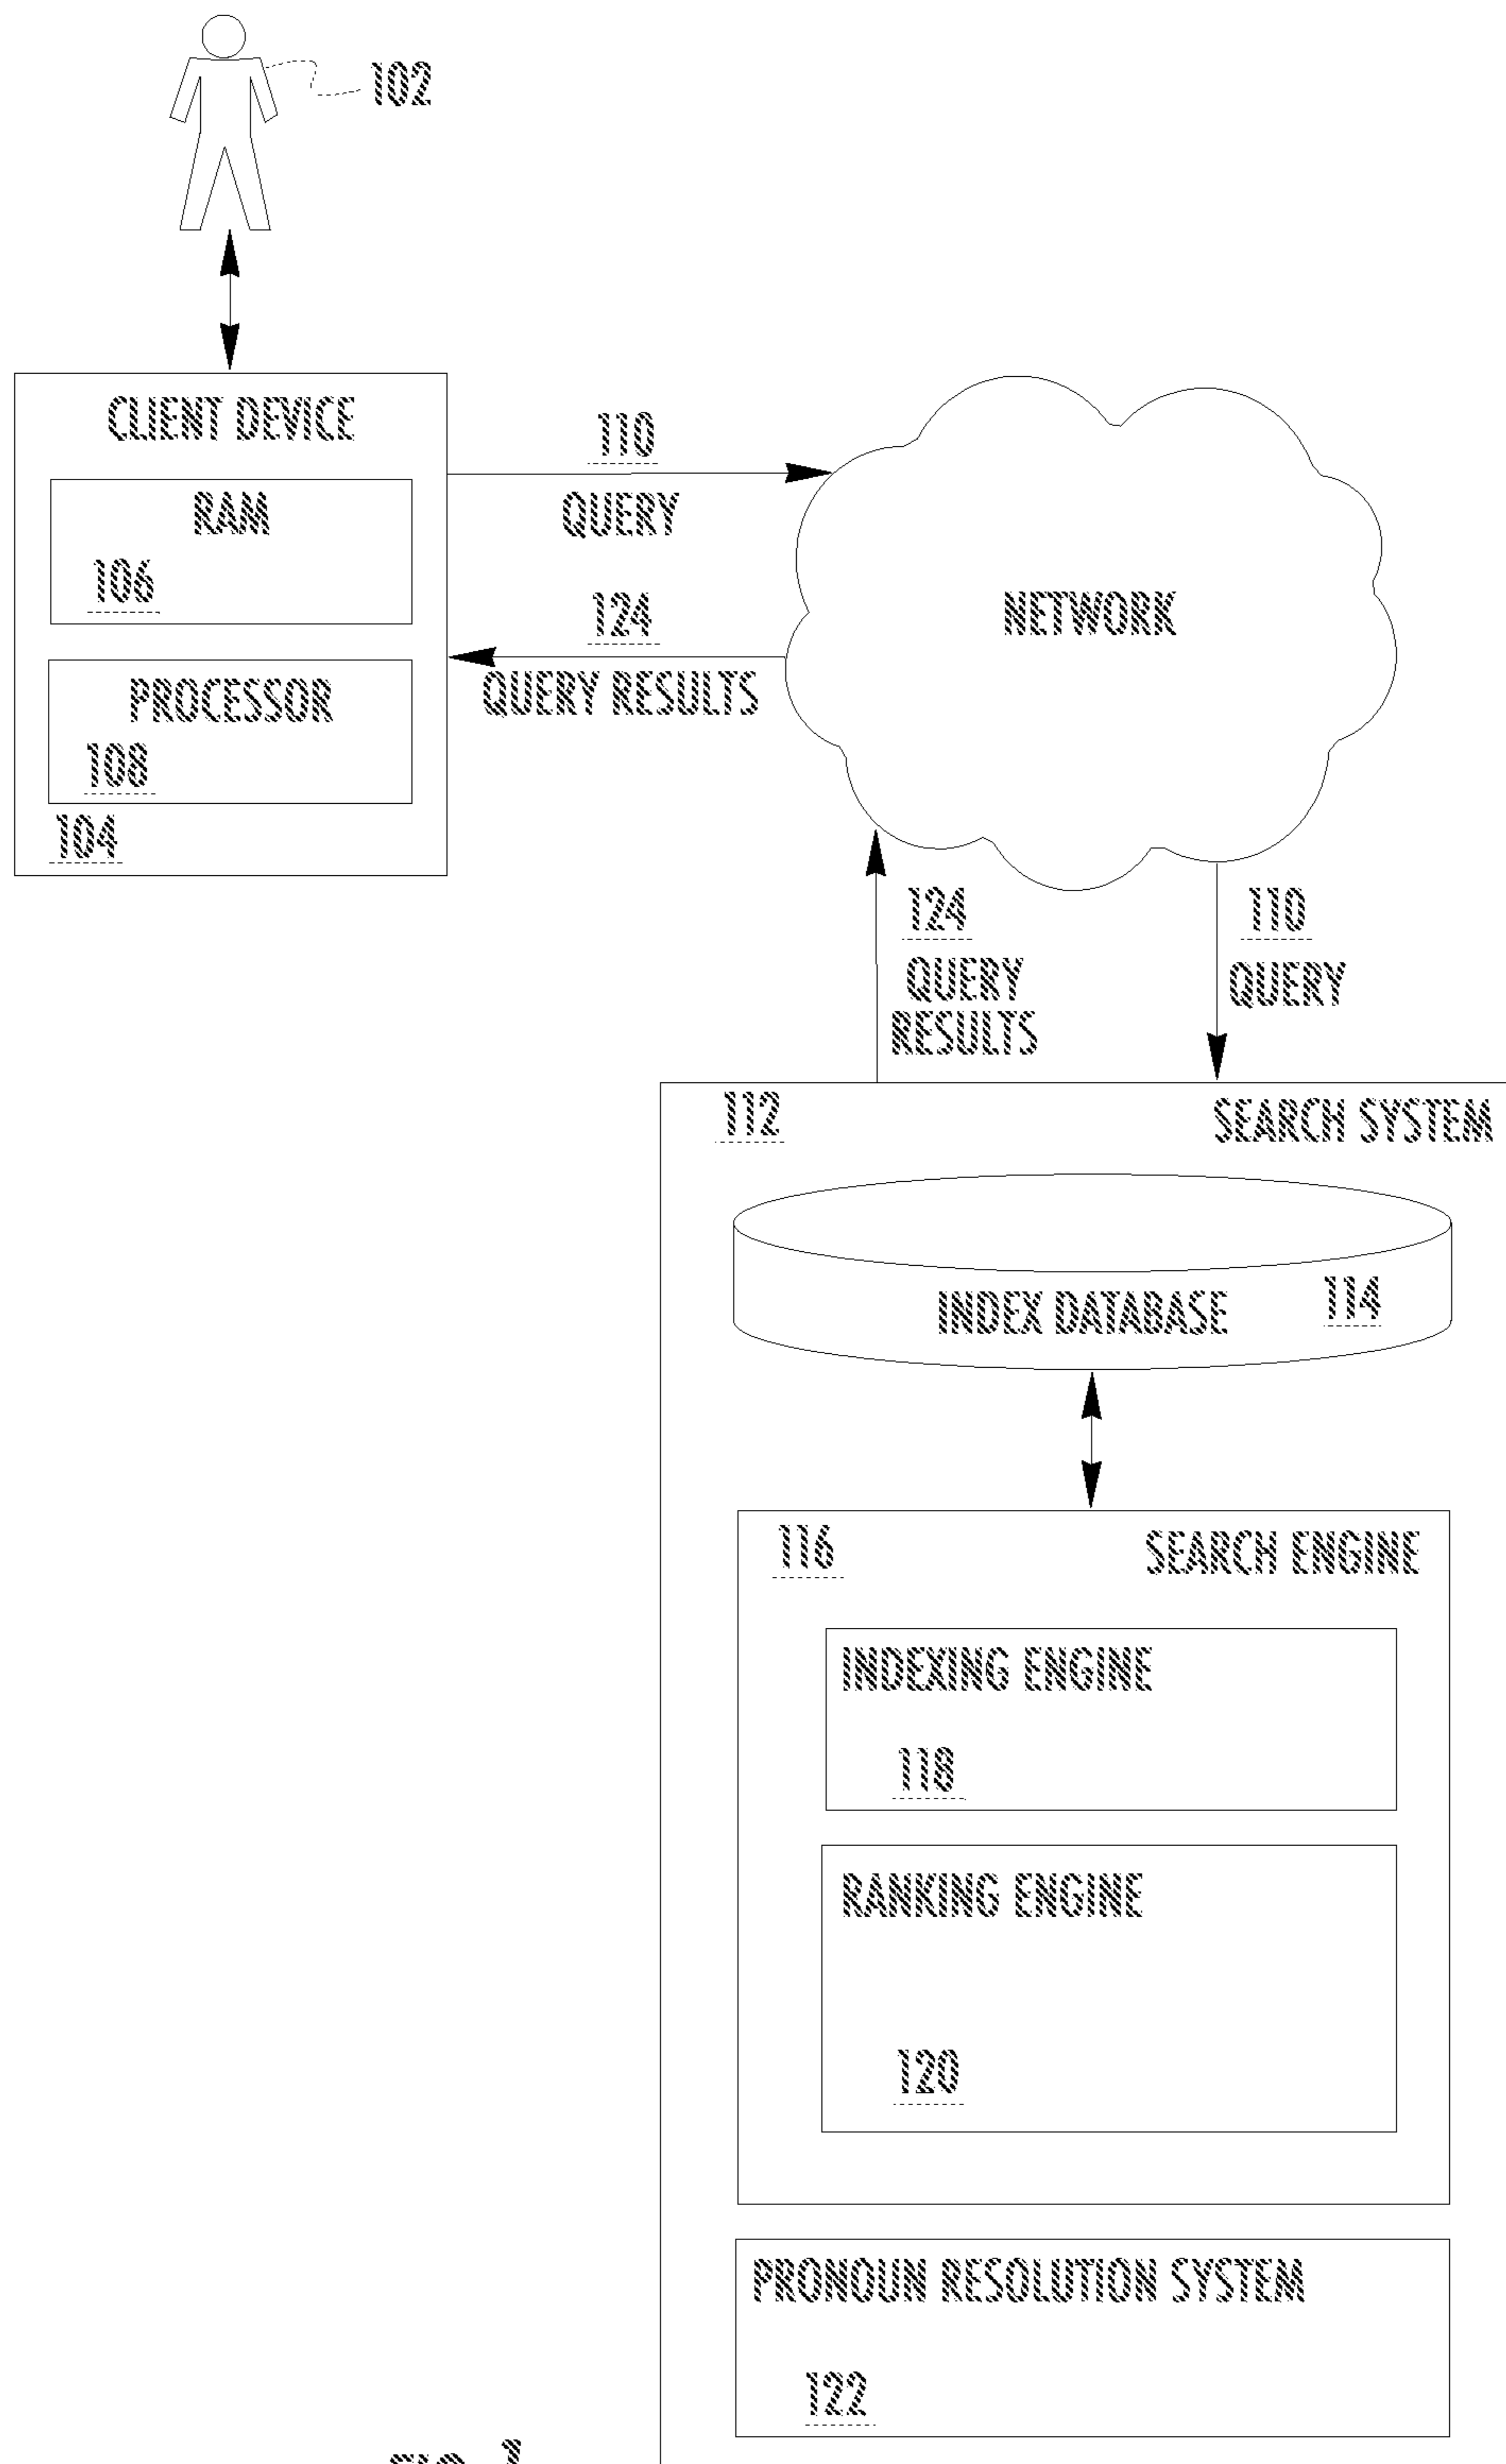 102
CLIENT DEVICE
RAM
106
PROCESSOR
108
104
110
QUERY
124
QUERY RESULTS
NETWORK
124
QUERY
RESULTS
110
QUERY
112
SEARCH SYSTEM
INDEX DATABASE
114
116
SEARCH ENGINE
INDEXING ENGINE
118
RANKING ENGINE
120
PRONOUN RESOLUTION SYSTEM
122
FIG. 1